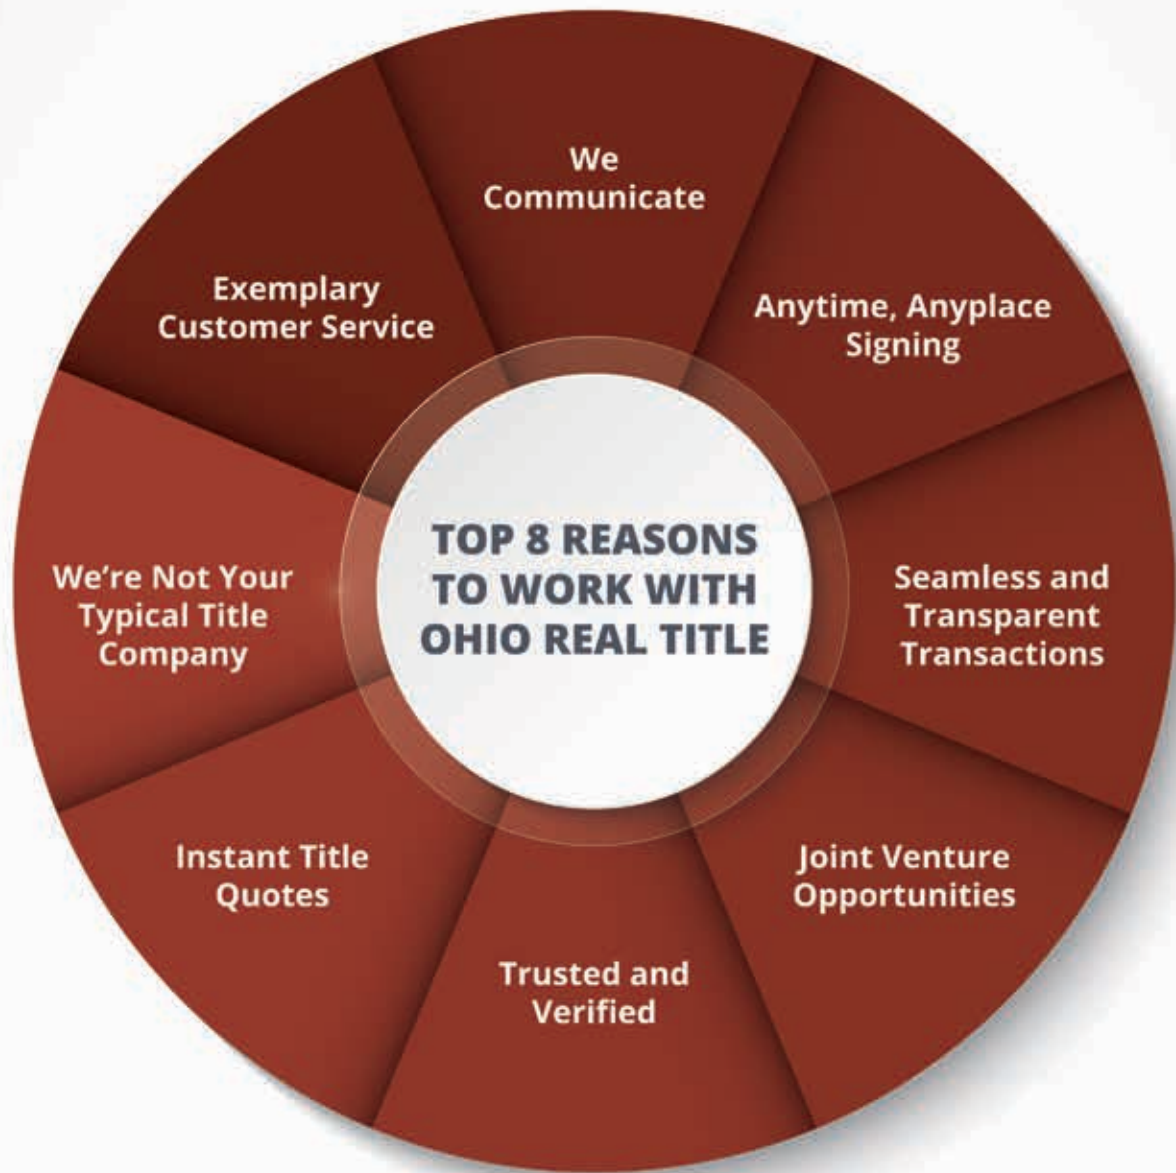 TOP 8 REASONS
TO WORK WITH
OHIO REAL TITLE
We
Communicate
Anytime, Anyplace
Signing
Seamless and
Transparent
Transactions
Joint Venture
Opportunities
Trusted and
Verified
Instant Title
Quotes
We’re Not Your
Typical Title
Company
Exemplary
Customer Service